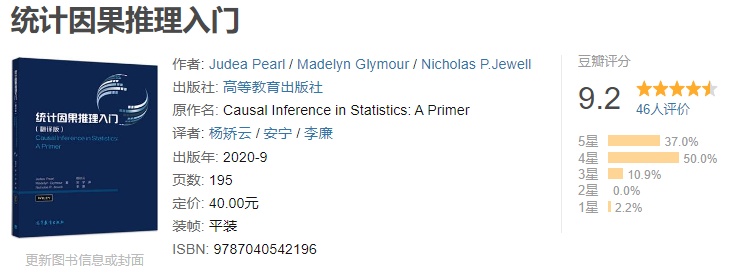 统计因果推理入门
统计因果推理入门
(翻译版)
Causal Inference in Statistics:
A Primer
WILEY
高等教育出版社
更新图书信息或封面
作者: Judea Pearl / Madelyn Glymour / Nicholas P.Jewell
出版社: 高等教育出版社
原作名: Causal Inference in Statistics: A Primer
译者: 杨矫云 / 安宁 / 李廉
出版年: 2020-9
页数: 195
定价: 40.00元
装帧: 平装
ISBN: 9787040542196
豆瓣评分
9.2
46人评价
5星 37.0%
4星 50.0%
3星 10.9%
2星 0.0%
1星 2.2%